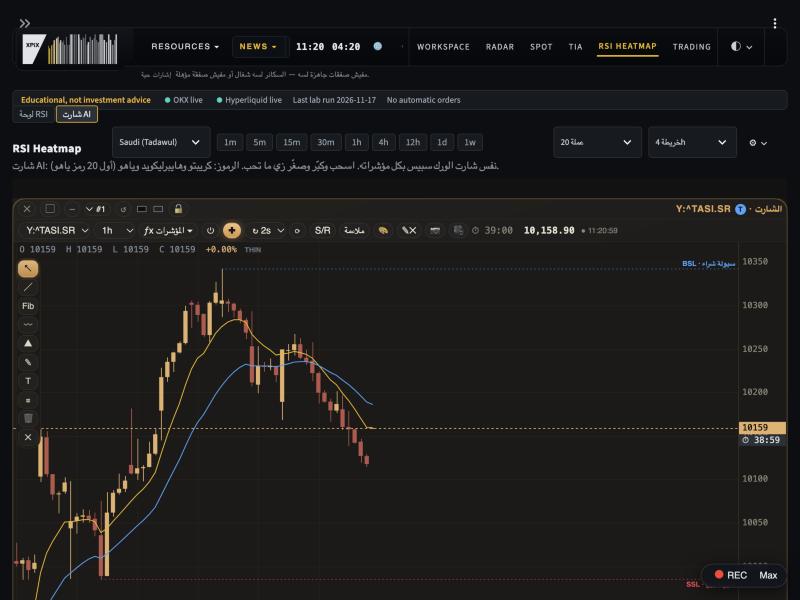 XPIX RESOURCES NEWS 11:20 04:20 WORKSPACE RADAR SPOT TIA RSI HEATMAP TRADING
مفيش صفقات جاهزة لسه — السكانر لسه شغال أو مفيش صفقة مؤهلة
Educational, not investment advice OKX live Hyperliquid live Last lab run 2026-11-17 No automatic orders
لوحة RSI شارت AI
RSI Heatmap Saudi (Tadawul) 1m 5m 15m 30m 1h 4h 12h 1d 1w 20 عملة 4 الخريطة
شارت AI: نفس شارت الورك سبيس بكل مؤشراته. اسحب وكبّر وصغّر زي ما تحب. الرموز: كريبتو وهايبرليكويد وياهو (أول 20 رمز ياهو).
#1 Y:^TASI.SR T · الشارت
Y:^TASI.SR 1h fx المؤشرات 2s S/R ملاءمة 39:00 10,158.90 11:20:59
O 10159 H 10159 L 10159 C 10159 +0.00% THIN
BSL · سيولة شراء
10350
Fib
10300
10250
T
10200
10159
38:59
10100
10050
SSL
REC Max